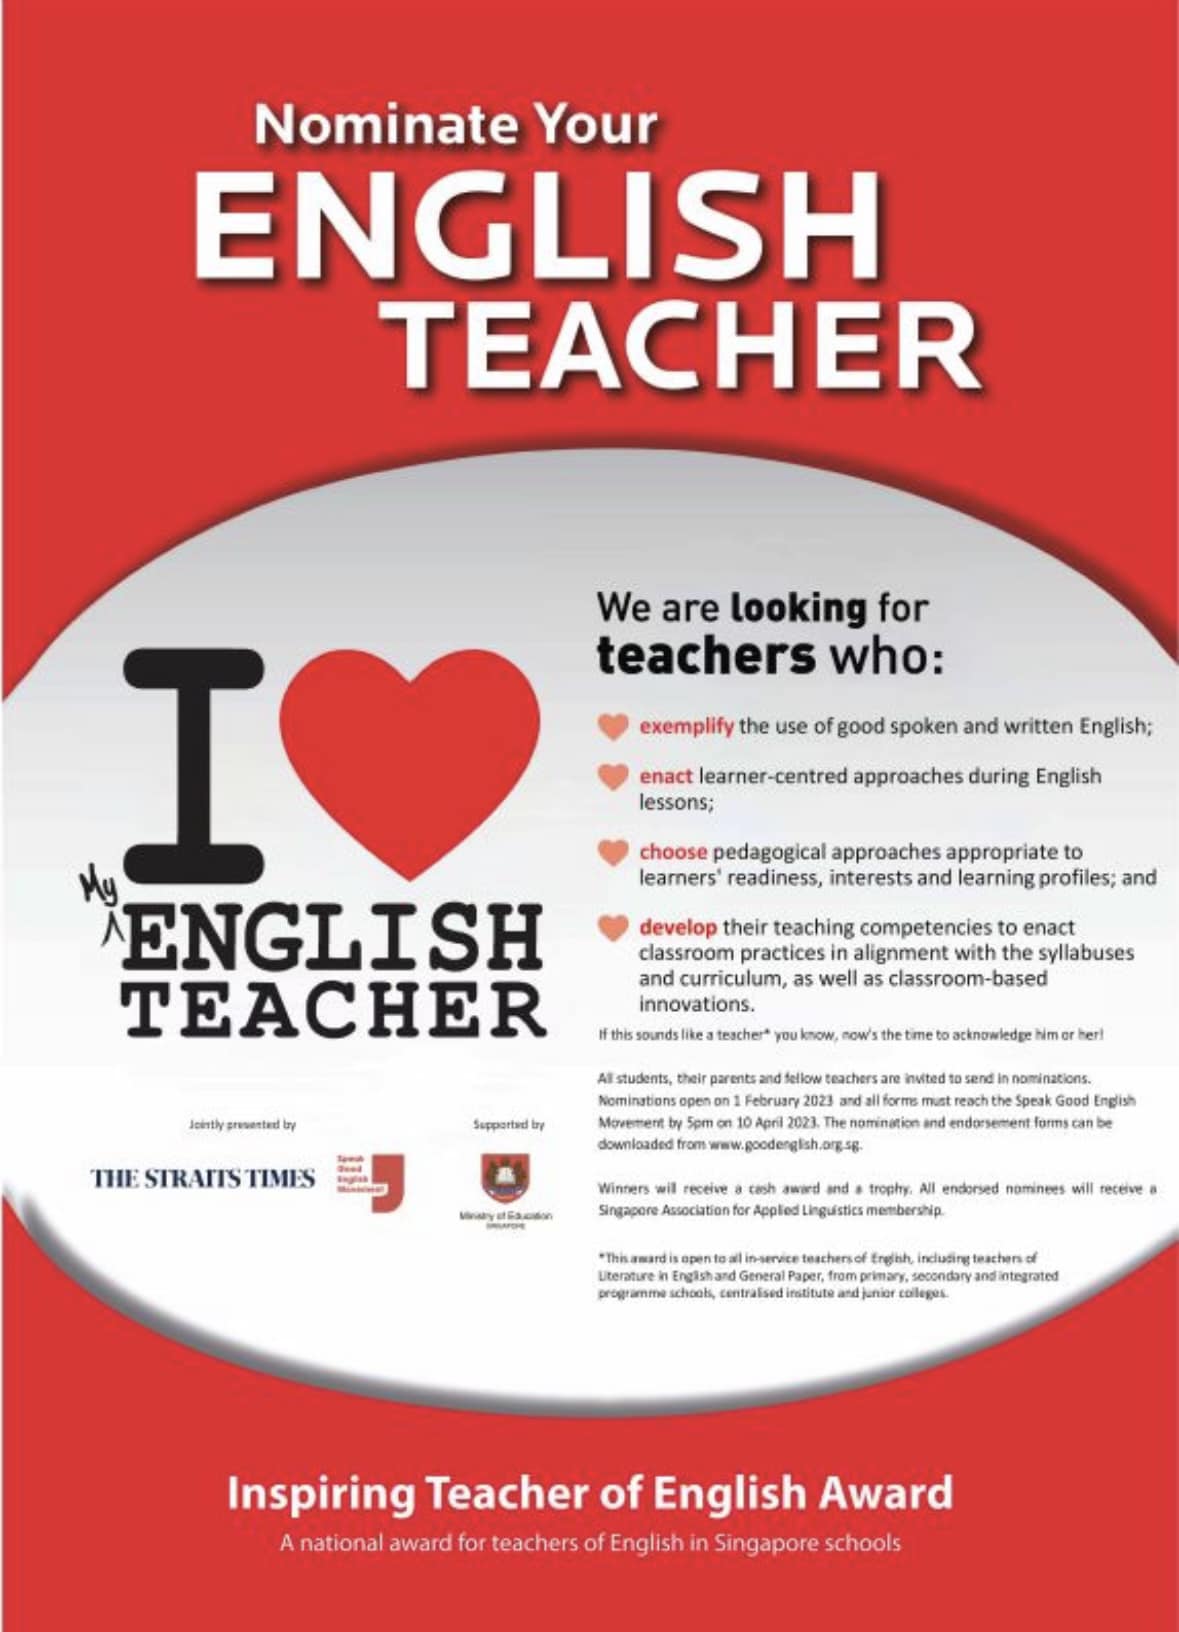 Nominate Your
ENGLISH
TEACHER
We are looking for
teachers who:
exemplify the use of good spoken and written English;
enact learner-centred approaches during English
lessons;
choose pedagogical approaches appropriate to
learners' readiness, interests and learning profiles; and
develop their teaching competencies to enact
classroom practices in alignment with the syllabuses
and curriculum, as well as classroom-based
innovations.
If this sounds like a teacher* you know, now's the time to acknowledge him or her!
All students, their parents and fellow teachers are invited to send in nominations.
Nominations open on 1 February 2023 and all forms must reach the Speak Good English
Movement by 5pm on 10 April 2023. The nomination and endorsement forms can be
downloaded from www.goodenglish.org.sg.
Winners will receive a cash award and a trophy. All endorsed nominees will receive a
Singapore Association for Applied Linguistics membership.
*This award is open to all in-service teachers of English, including teachers of
Literature in English and General Paper, from primary, secondary and integrated
programme schools, centralised institute and junior colleges.
I
My
ENGLISH
TEACHER
Jointly presented by
THE STRAITS TIMES
Speak
Good
English
Movement
Supported by
Ministry of Education
SINGAPORE
Inspiring Teacher of English Award
A national award for teachers of English in Singapore schools